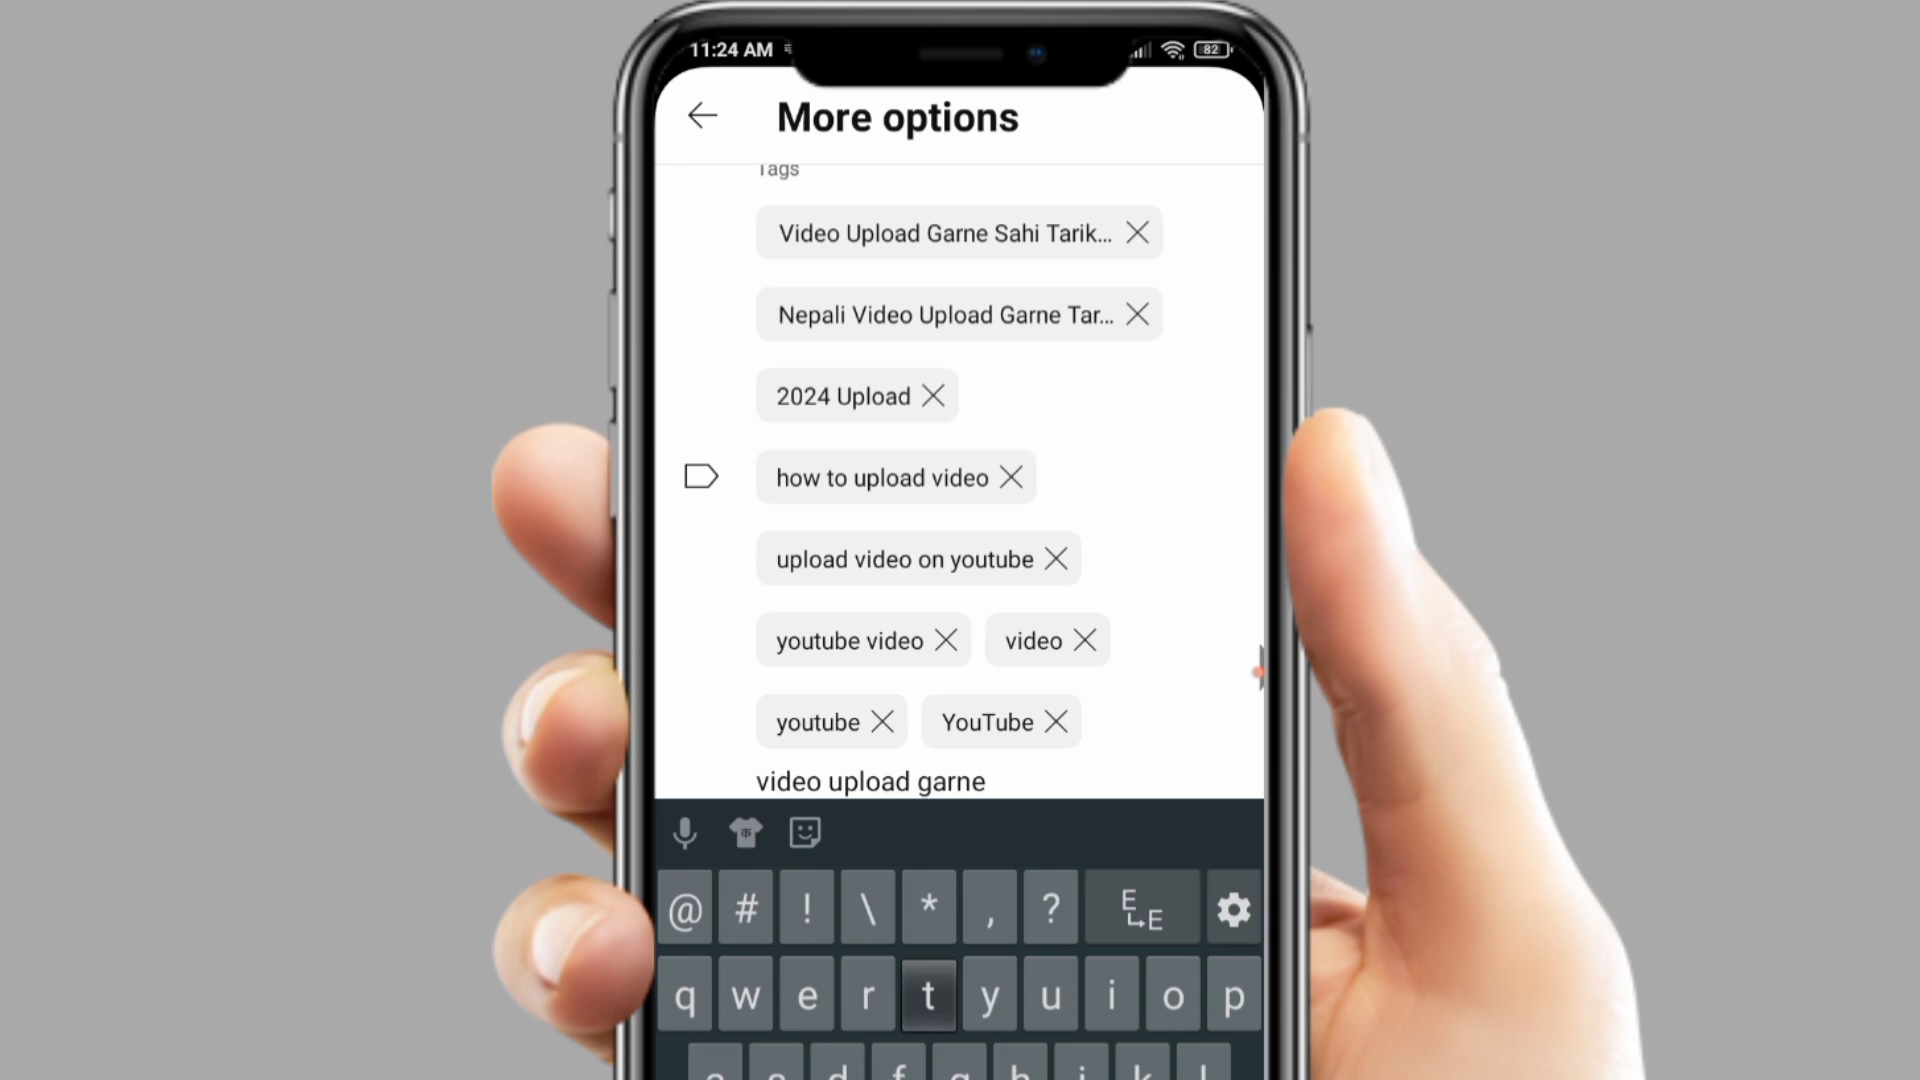 11:24 AM
82
More options
Tags
Video Upload Garne Sahi Tarik...
Nepali Video Upload Garne Tar...
2024 Upload
how to upload video
upload video on youtube
youtube video video
youtube YouTube
video upload garne
क
@ # ! \ * , ? E E
q w e r t y u i o p
a s d f g h j k l